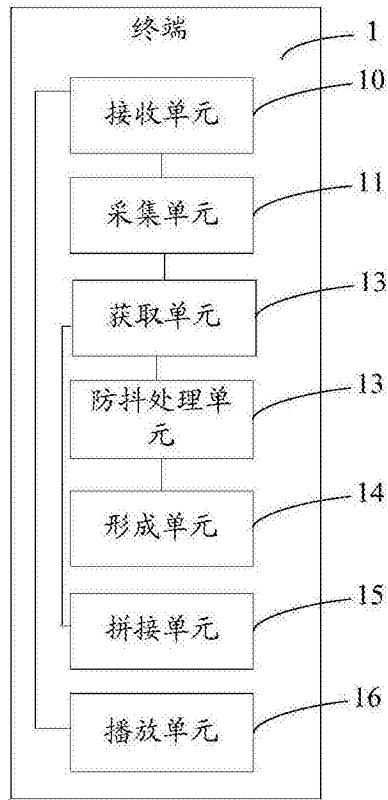 终端
1
接收单元
10
采集单元
11
获取单元
13
防抖处理单
元
13
形成单元
14
拼接单元
15
播放单元
16